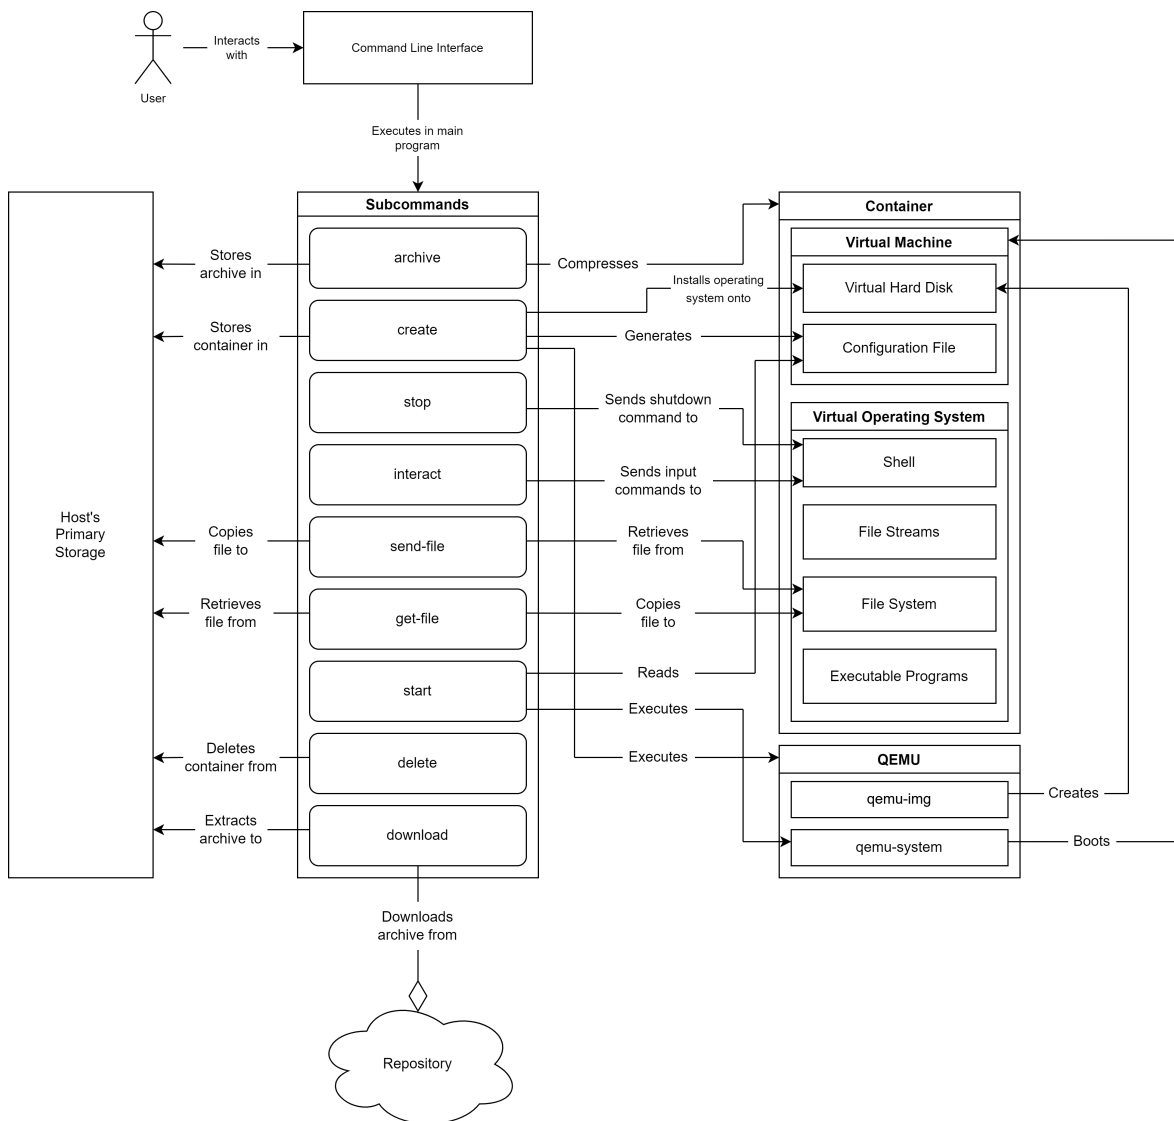 Interacts
with
User
Command Line Interface
Executes in main
program
Host's
Primary
Storage
Stores
archive in
Stores
container in
Copies
file to
Retrieves
file from
Deletes
container from
Extracts
archive to
Subcommands
archive
create
stop
interact
send-file
get-file
start
delete
download
Compresses
Installs operating
system onto
Generates
Sends shutdown
command to
Sends input
commands to
Retrieves
file from
Copies
file to
Reads
Executes
Executes
Container
Virtual Machine
Virtual Hard Disk
Configuration File
Virtual Operating System
Shell
File Streams
File System
Executable Programs
QEMU
qemu-img
qemu-system
Creates
Boots
Downloads
archive from
Repository